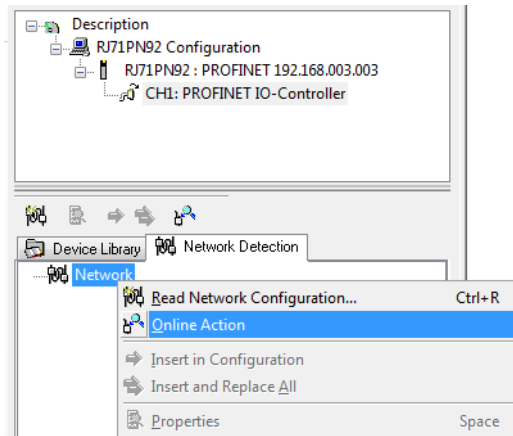 Description
RJ71PN92 Configuration
RJ71PN92 : PROFINET 192.168.003.003
CH1: PROFINET IO-Controller
Device Library Network Detection
Network
Read Network Configuration... Ctrl+R
Online Action
Insert in Configuration
Insert and Replace All
Properties Space